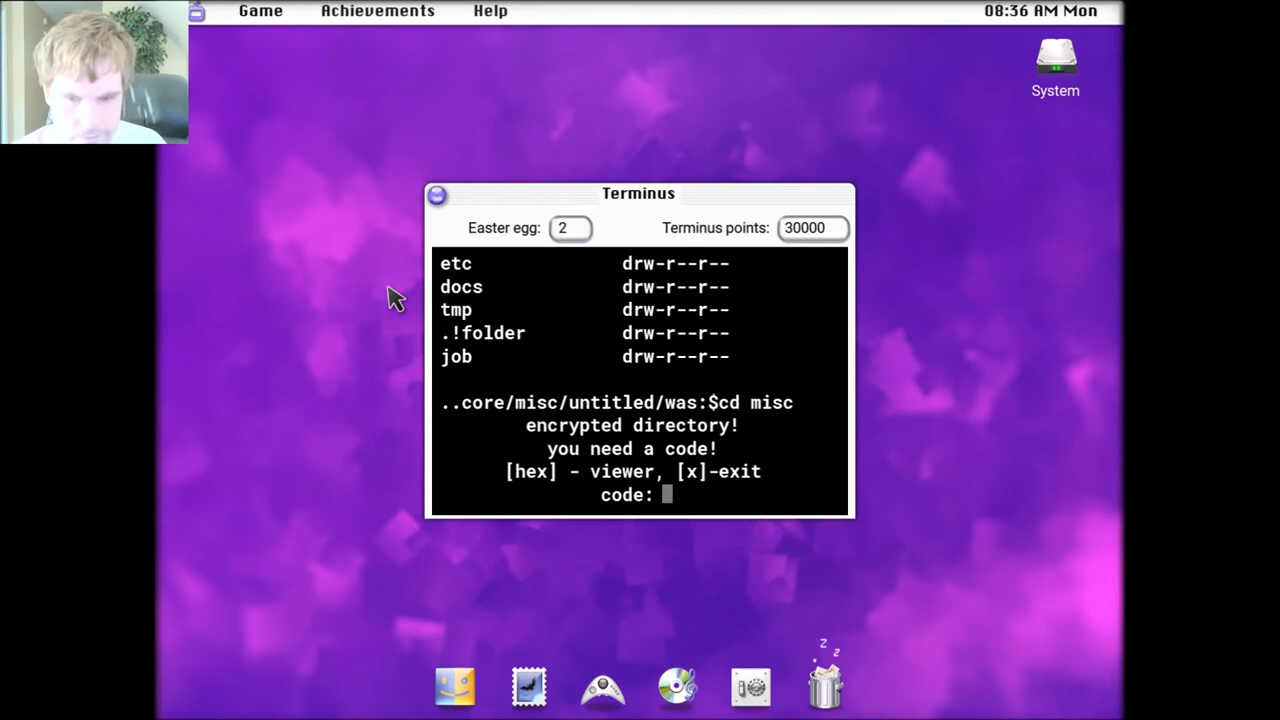 Game Achievements Help 08:36 AM Mon
System
Terminus
Easter egg: 2 Terminus points: 30000
etc drw-r--r--
docs drw-r--r--
tmp drw-r--r--
.!folder drw-r--r--
job drw-r--r--
..core/misc/untitled/was:$cd misc
encrypted directory!
you need a code!
[hex] - viewer, [x]-exit
code:
z
z